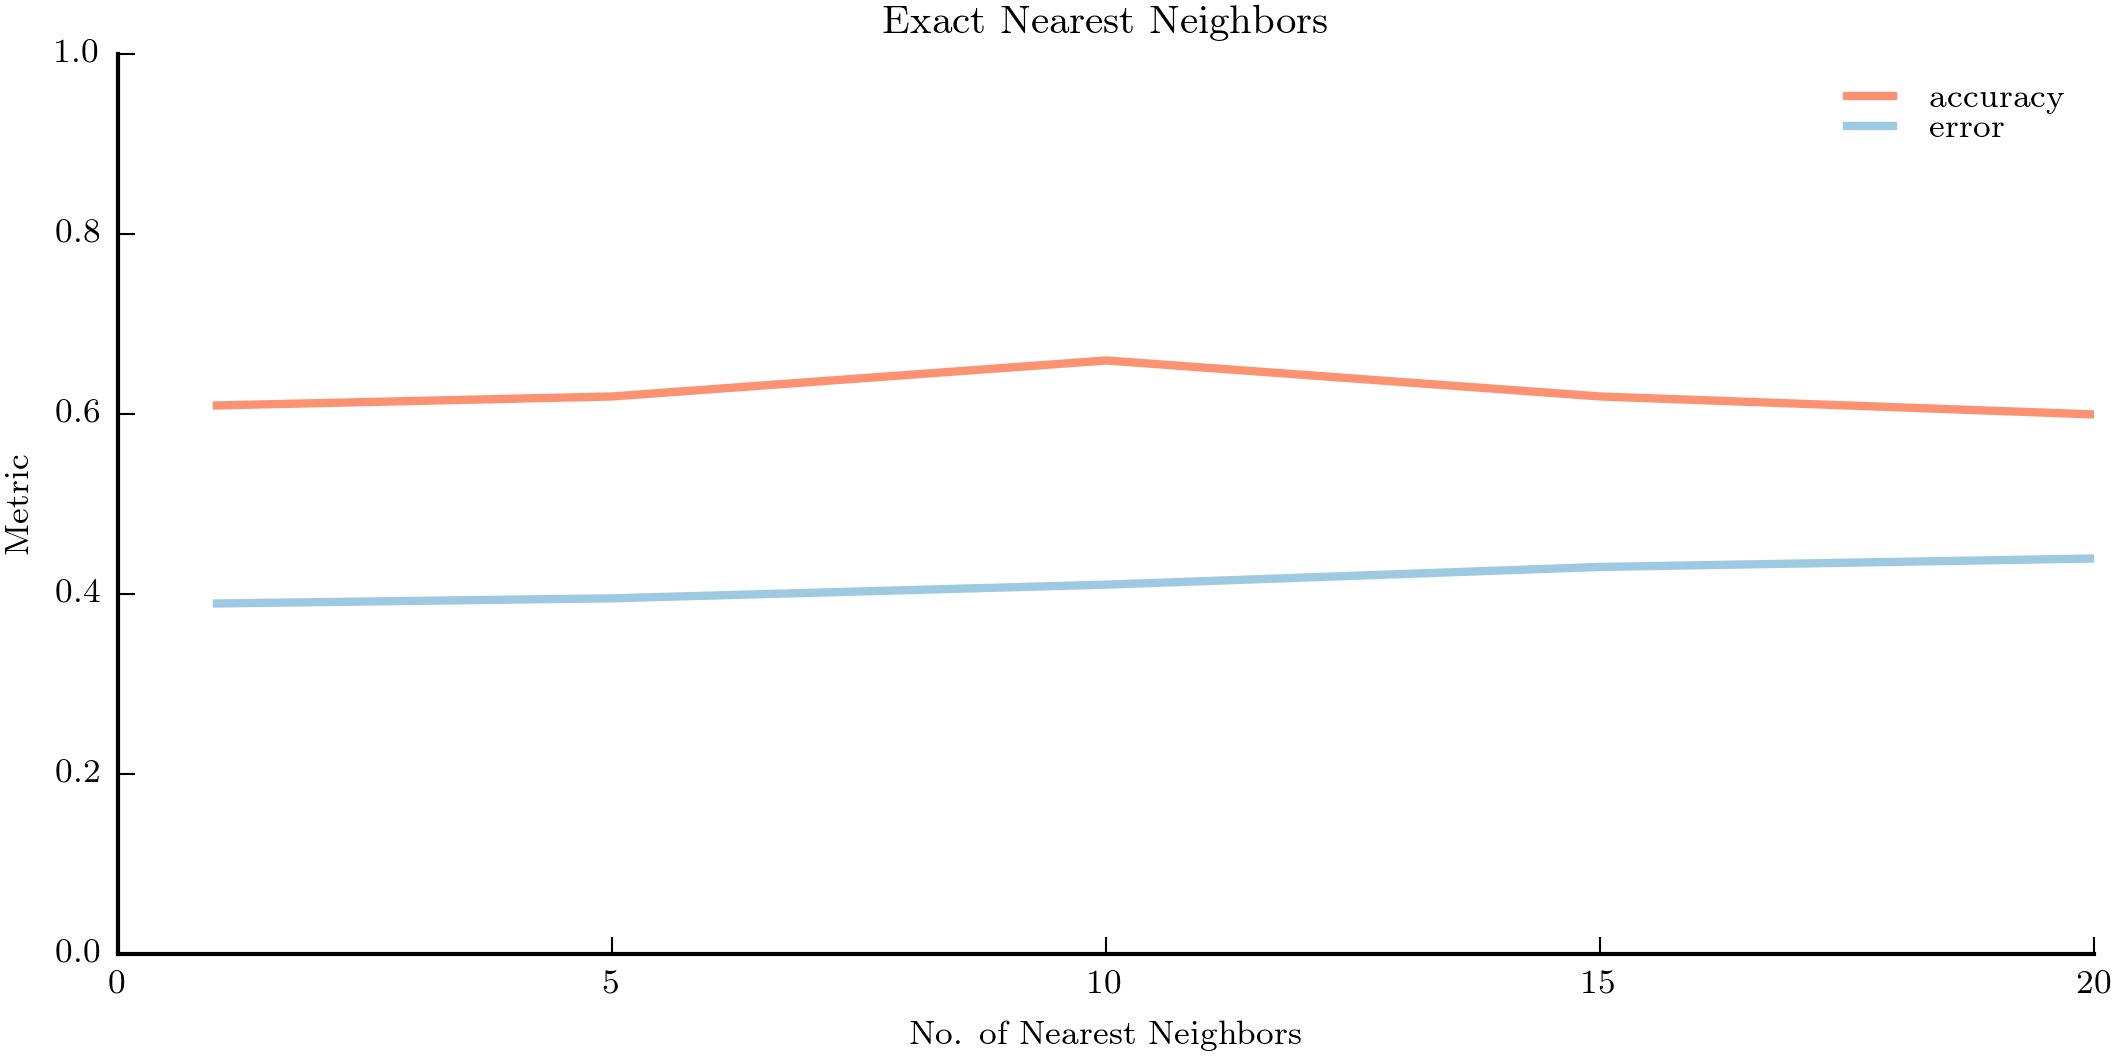 Exact Nearest Neighbors
1.0
accuracy
error
0.8
0.6
Metric
0.4
0.2
0.0
0 5 10 15 20
No. of Nearest Neighbors